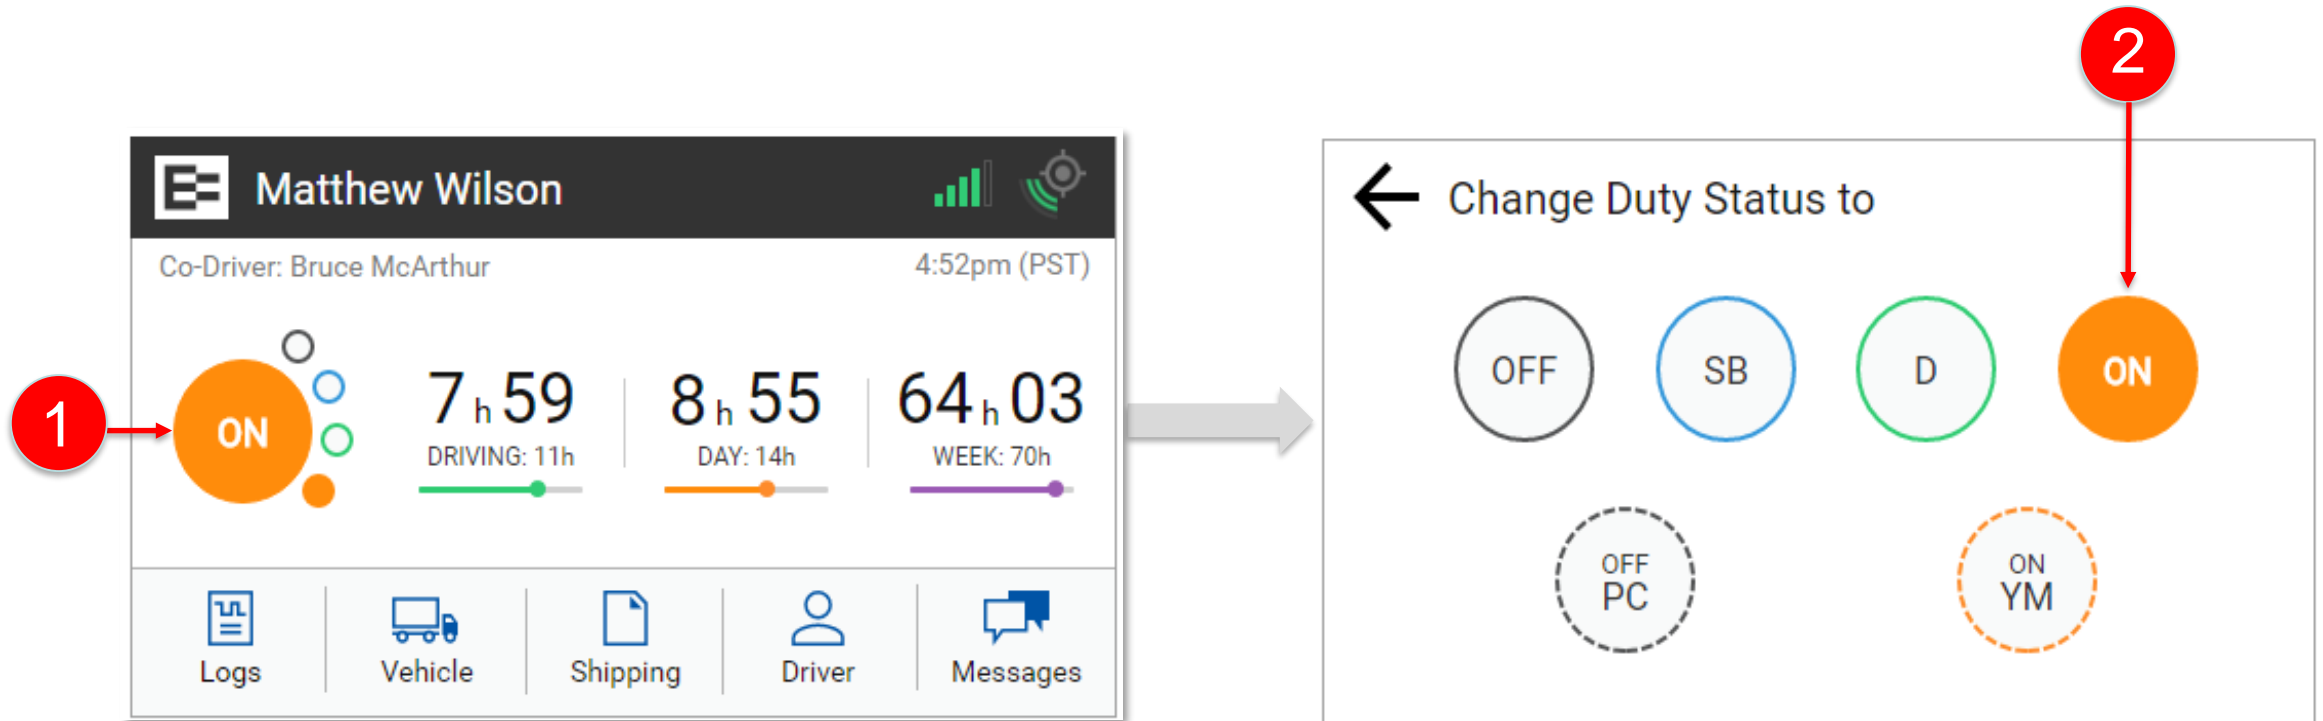 2
Matthew Wilson
Co-Driver: Bruce McArthur
4:52pm (PST)
1
ON
7 h 59
DRIVING: 11h
8 h 55
DAY: 14h
64 h 03
WEEK: 70h
Logs
Vehicle
Shipping
Driver
Messages
Change Duty Status to
OFF
SB
D
ON
OFF
PC
ON
YM